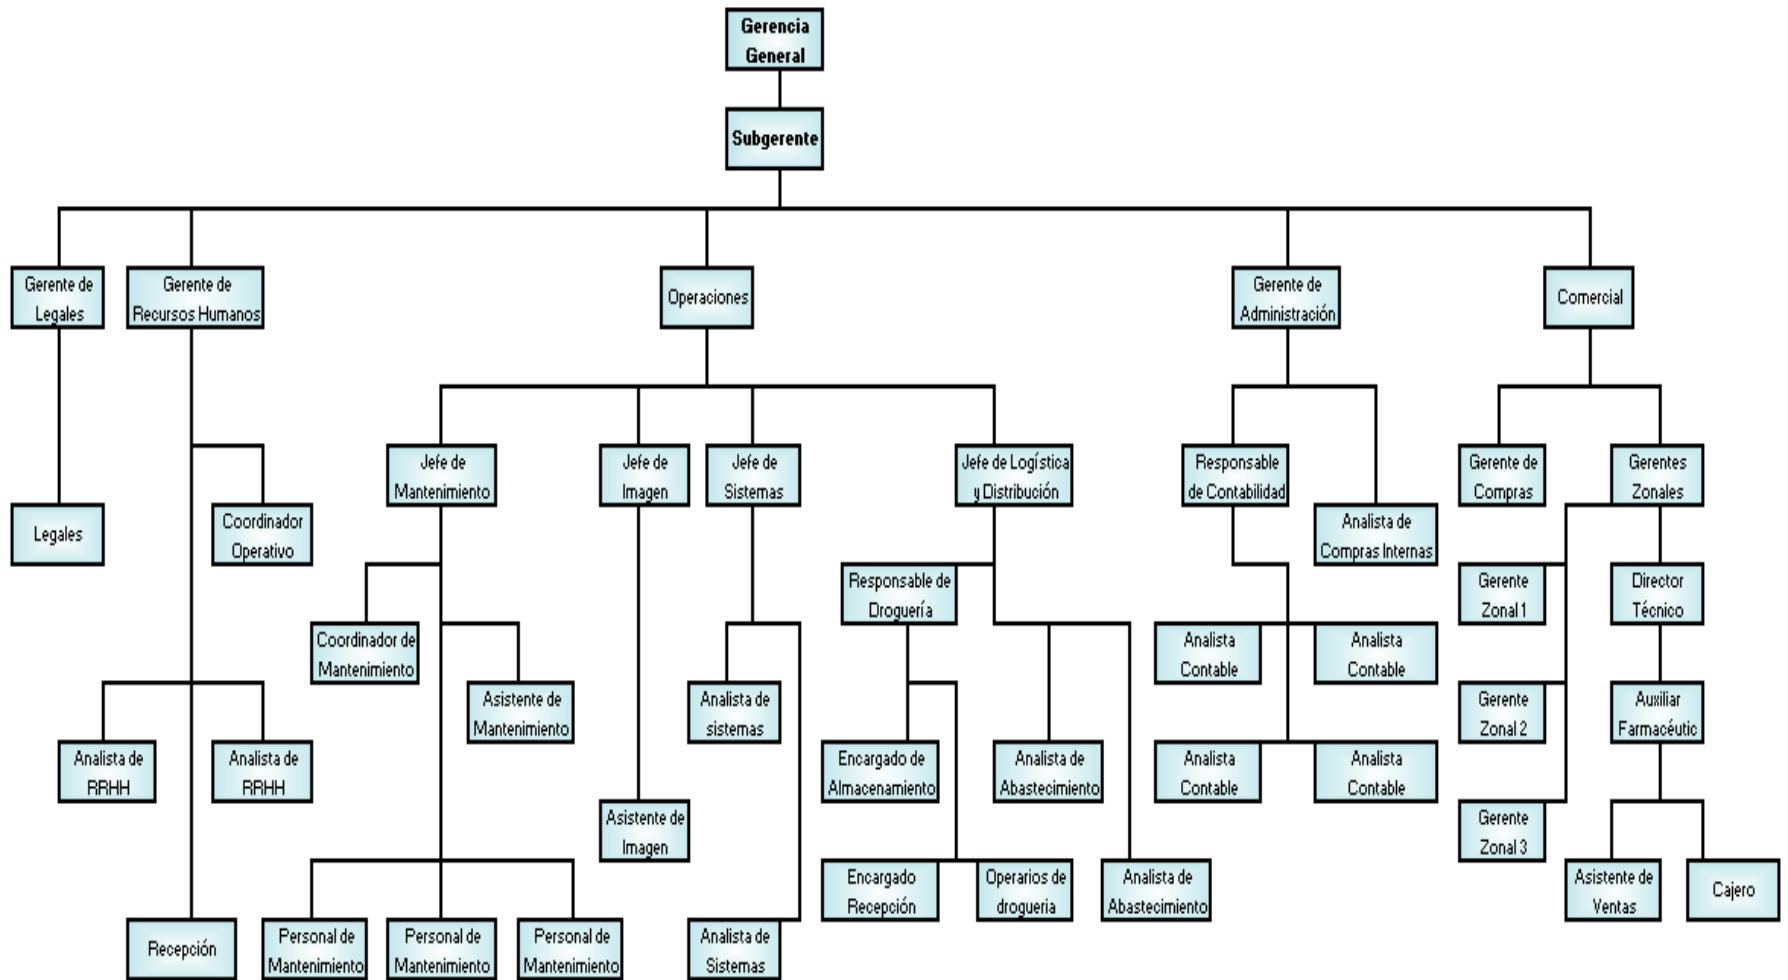 Gerencia
General
Subgerente
Gerente de
Legales
Gerente de
Recursos Humanos
Operaciones
Gerente de
Administración
Comercial
Jefe de
Mantenimiento
Jefe de
Imagen
Jefe de
Sistemas
Jefe de Logística
y Distribución
Responsable
de Contabilidad
Gerente de
Compras
Gerentes
Zonales
Legales
Coordinador
Operativo
Analista de
Compras Internas
Responsable de
Droguería
Gerente
Zonal 1
Director
Técnico
Coordinador de
Mantenimiento
Analista
Contable
Analista
Contable
Asistente de
Mantenimiento
Analista de
sistemas
Gerente
Zonal 2
Auxiliar
Farmacéutic
Analista de
RRHH
Analista de
RRHH
Encargado de
Almacenamiento
Analista de
Abastecimiento
Analista
Contable
Analista
Contable
Asistente de
Imagen
Gerente
Zonal 3
Encargado
Recepción
Operarios de
drogueria
Analista de
Abastecimiento
Asistente de
Ventas
Cajero
Recepción
Personal de
Mantenimiento
Personal de
Mantenimiento
Personal de
Mantenimiento
Analista de
Sistemas